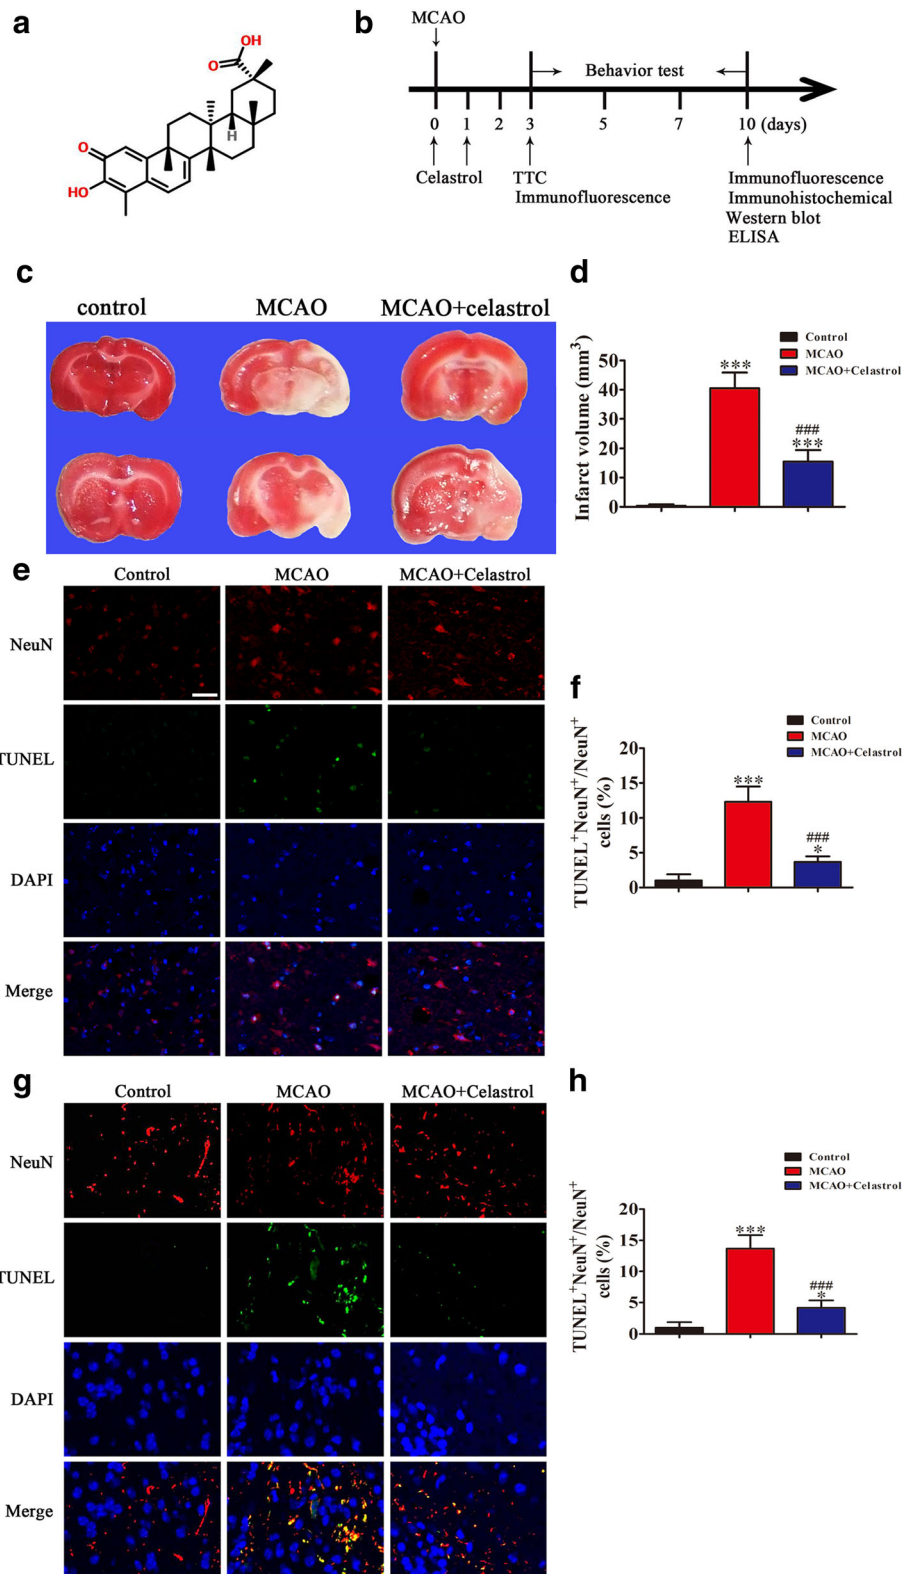 a
OH
O
H
O
HO
b
MCAO
Behavior test
0 1 2 3 5 7 10 (days)
Celastrol
TTC
Immunofluorescence
Immunofluorescence
Immunohistochemical
Western blot
ELISA
c
control MCAO MCAO+celastrol
d
Control
MCAO
MCAO+Celastrol
Infarct volume (mm³)
50
40
30
20
10
0
***
###
***
e
Control MCAO MCAO+Celastrol
NeuN
TUNEL
DAPI
Merge
f
Control
MCAO
MCAO+Celastrol
TUNEL⁺NeuN⁺/NeuN⁺
cells (%)
20
15
10
5
0
***
###
*
g
Control MCAO MCAO+Celastrol
NeuN
TUNEL
DAPI
Merge
h
Control
MCAO
MCAO+Celastrol
TUNEL⁺NeuN⁺/NeuN⁺
cells (%)
20
15
10
5
0
***
###
*